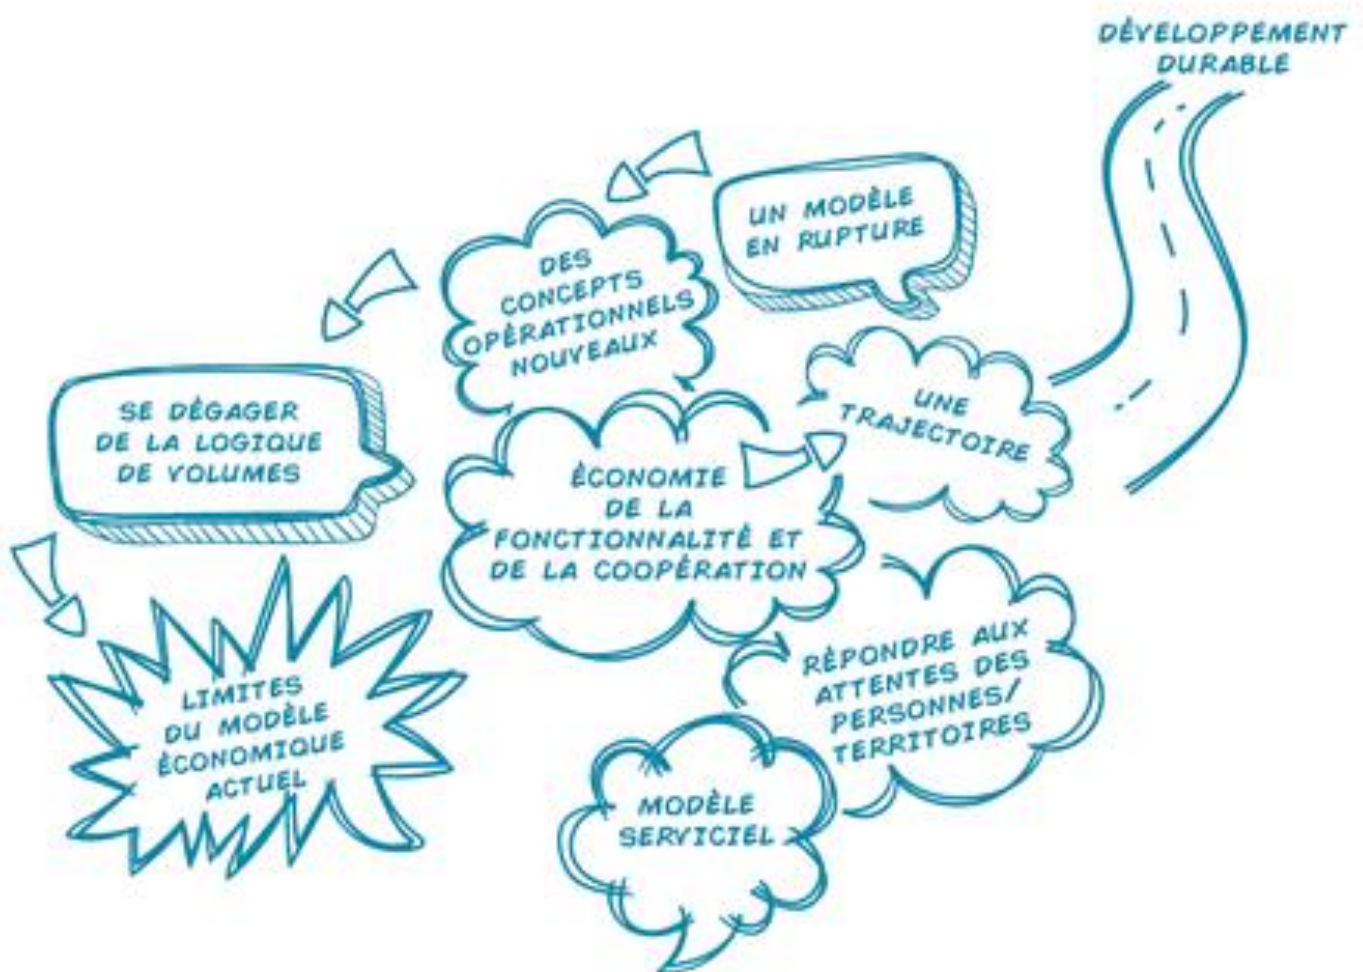 DÉVELOPPEMENT
DURABLE
UN MODÈLE
EN RUPTURE
DES
CONCEPTS
OPÉRATIONNELS
NOUVEAUX
SE DÉGAGER
DE LA LOGIQUE
DE VOLUMES
UNE
TRAJECTOIRE
ÉCONOMIE
DE LA
FONCTIONNALITÉ ET
DE LA COOPÉRATION
LIMITES
DU MODÈLE
ÉCONOMIQUE
ACTUEL
RÉPONDRE AUX
ATTENTES DES
PERSONNES/
TERRITOIRES
MODÈLE
SERVICIEL